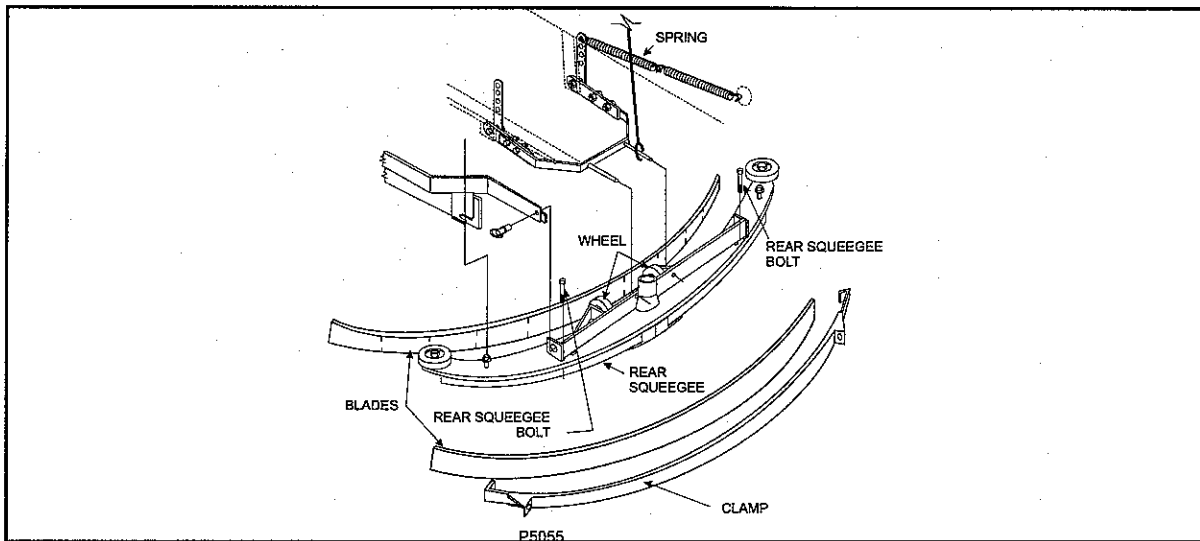 SPRING
WHEEL
REAR SQUEEGEE
BOLT
REAR
SQUEEGEE
BLADES
REAR SQUEEGEE
BOLT
CLAMP
P5055